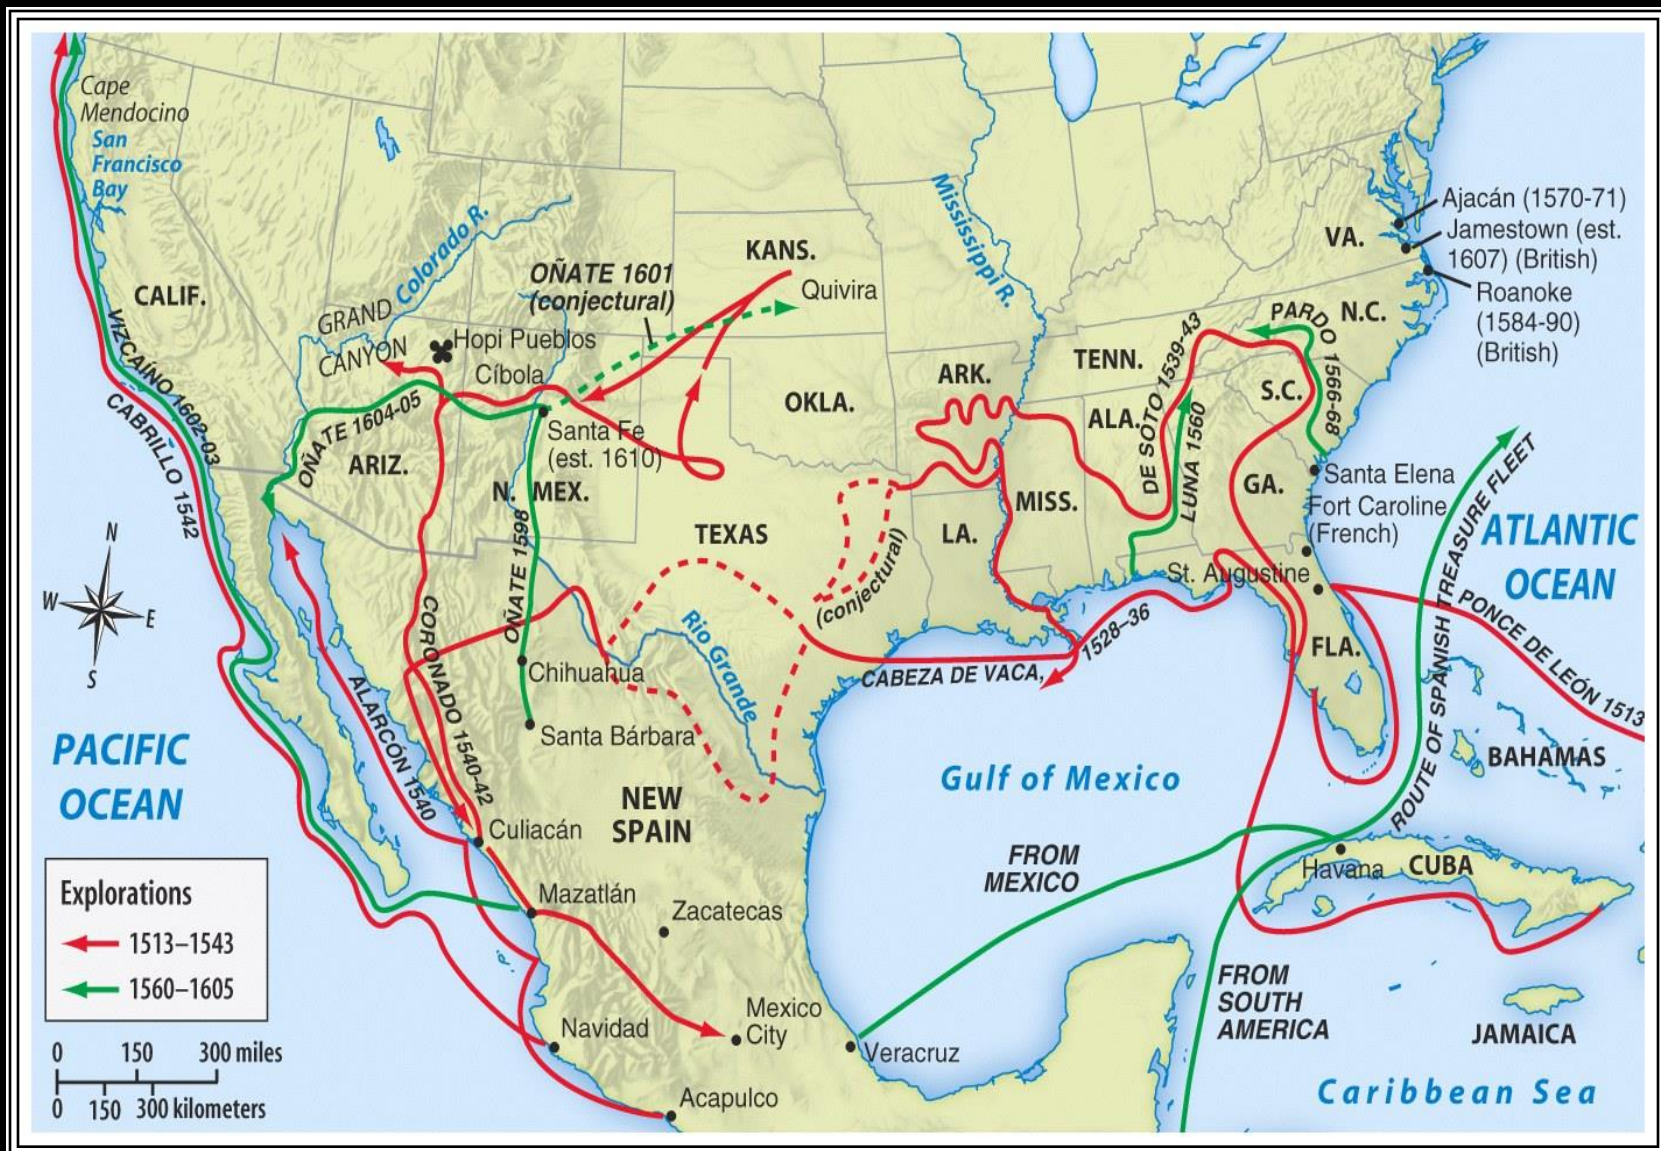 Cape
Mendocino
San
Francisco
Bay
CALIF.
VIZCAÍNO 1602-03
CABRILLO 1542
GRAND
CANYON
Colorado R.
Hopi Pueblos
Cíbola
OÑATE 1601
(conjectural)
KANS.
Quivira
Mississippi R.
OÑATE 1604-05
ARIZ.
Santa Fe
(est. 1610)
N. MEX.
OÑATE 1598
OKLA.
TEXAS
ARK.
LA.
MISS.
TENN.
ALA.
DE SOTO 1539-43
LUNA 1560
PARDO 1566-68
N.C.
S.C.
GA.
VA.
Ajacán (1570-71)
Jamestown (est.
1607) (British)
Roanoke
(1584-90)
(British)
Santa Elena
Fort Caroline
(French)
St. Augustine
FLA.
ATLANTIC
OCEAN
ROUTE OF SPANISH TREASURE FLEET
PONCE DE LEÓN 1513
BAHAMAS
(conjectural)
CABEZA DE VACA,
1528–36
Rio Grande
CORONADO 1540-42
ALARCÓN 1540
Chihuahua
Santa Bárbara
NEW
SPAIN
Culiacán
Mazatlán
Zacatecas
Mexico
City
Navidad
Acapulco
Veracruz
Gulf of Mexico
FROM
MEXICO
Havana
CUBA
FROM
SOUTH
AMERICA
JAMAICA
Caribbean Sea
N
W
E
S
PACIFIC
OCEAN
Explorations
1513–1543
1560–1605
0 150 300 miles
0 150 300 kilometers